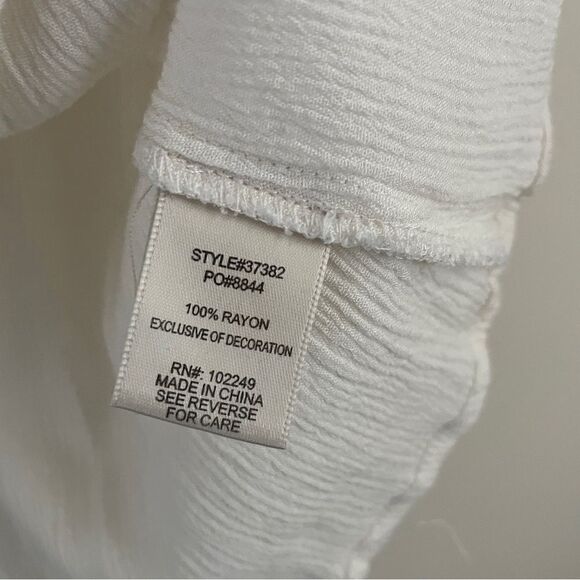 STYLE#37382
PO#8844
100% RAYON
EXCLUSIVE OF DECORATION
RN#: 102249
MADE IN CHINA
SEE REVERSE
FOR CARE